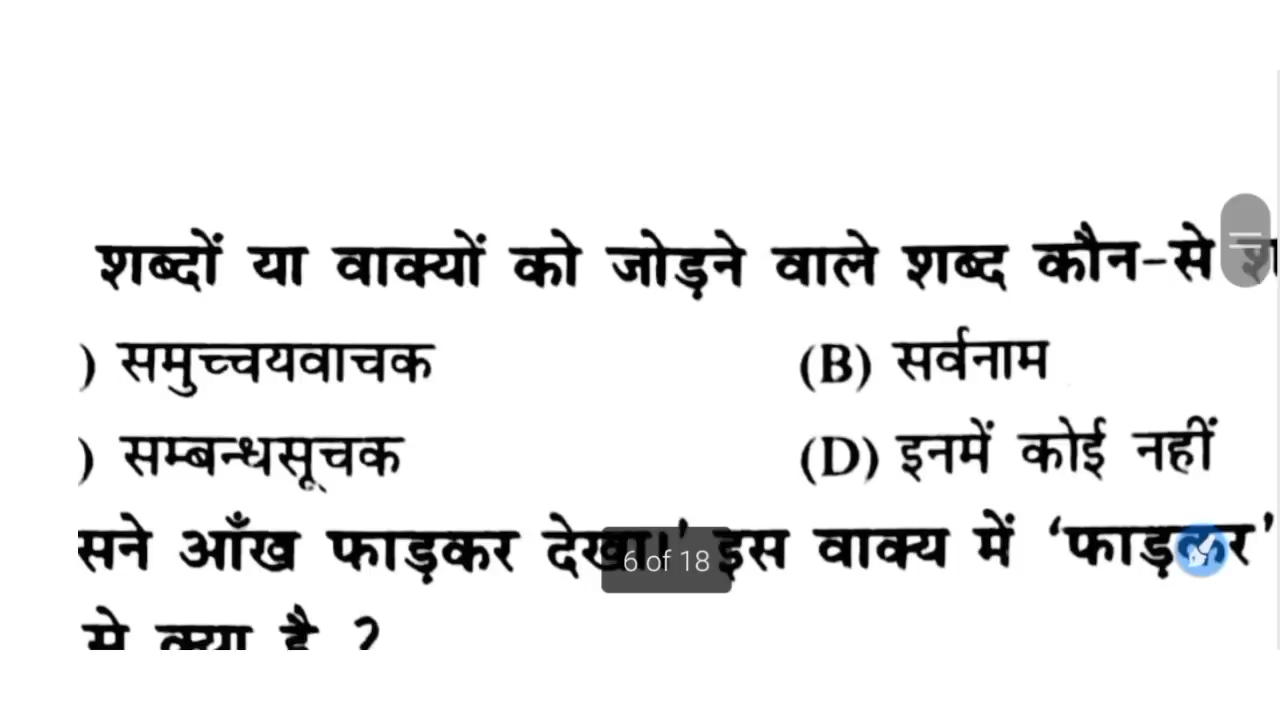 शब्दों या वाक्यों को जोड़ने वाले शब्द कौन-से
) समुच्चयवाचक (B) सर्वनाम
) सम्बन्धसूचक (D) इनमें कोई नहीं
सने आँख फाड़कर देखा।' इस वाक्य में ‘फाड़कर’
6 of 18
से क्या है ?